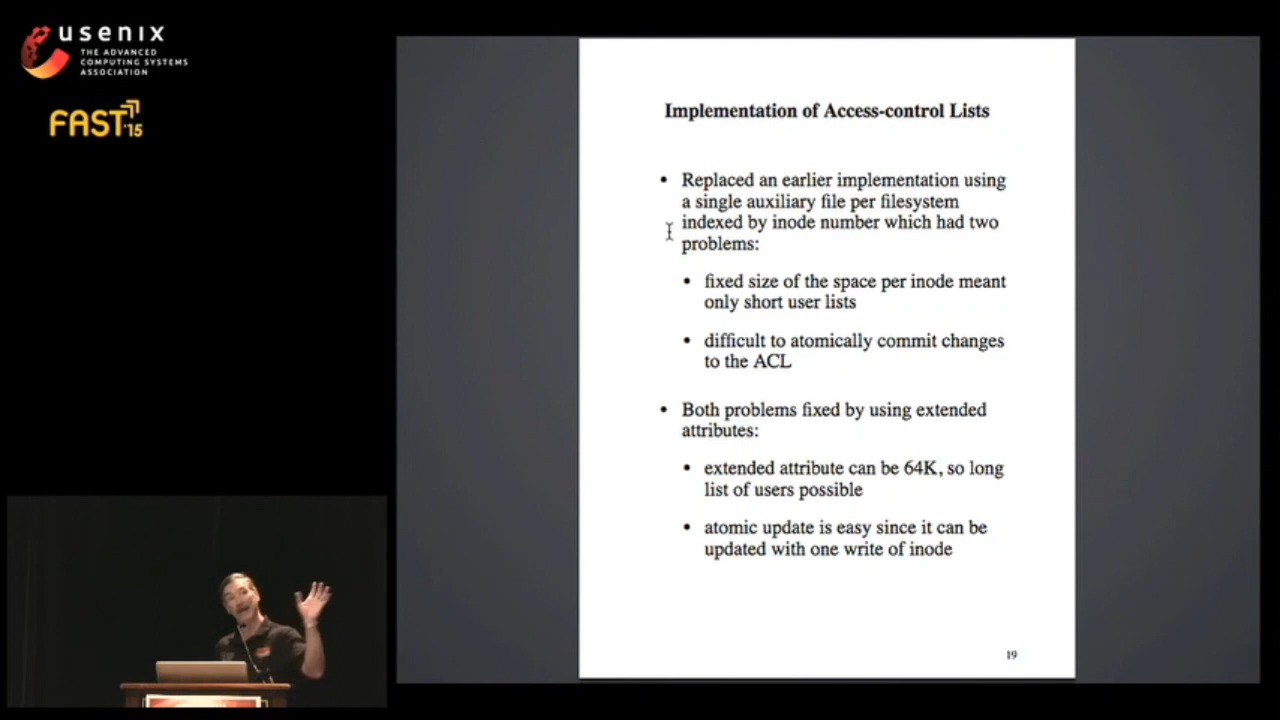 usenix
THE ADVANCED
COMPUTING SYSTEMS
ASSOCIATION
FAST '15
Implementation of Access-control Lists
• Replaced an earlier implementation using
a single auxiliary file per filesystem
indexed by inode number which had two
problems:
• fixed size of the space per inode meant
only short user lists
• difficult to atomically commit changes
to the ACL
• Both problems fixed by using extended
attributes:
• extended attribute can be 64K, so long
list of users possible
• atomic update is easy since it can be
updated with one write of inode
19